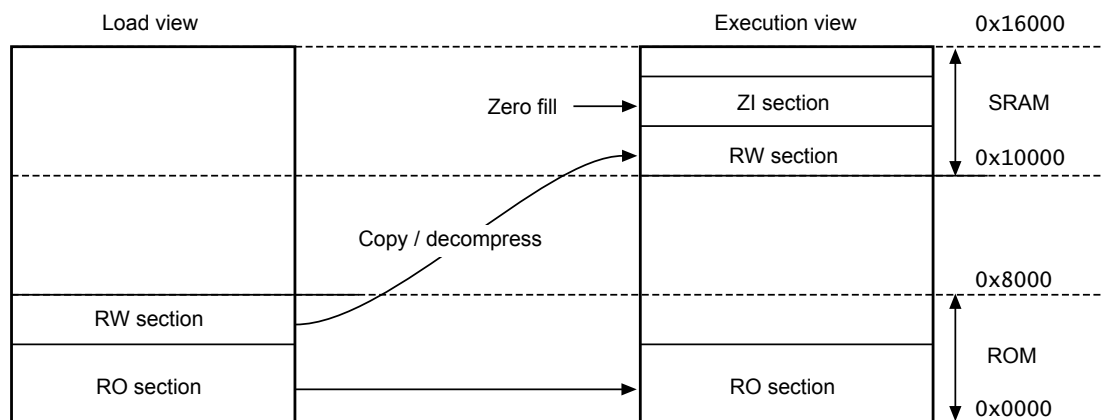 Load view
Execution view
0x16000
Zero fill
ZI section
SRAM
RW section
0x10000
Copy / decompress
0x8000
RW section
ROM
RO section
RO section
0x0000